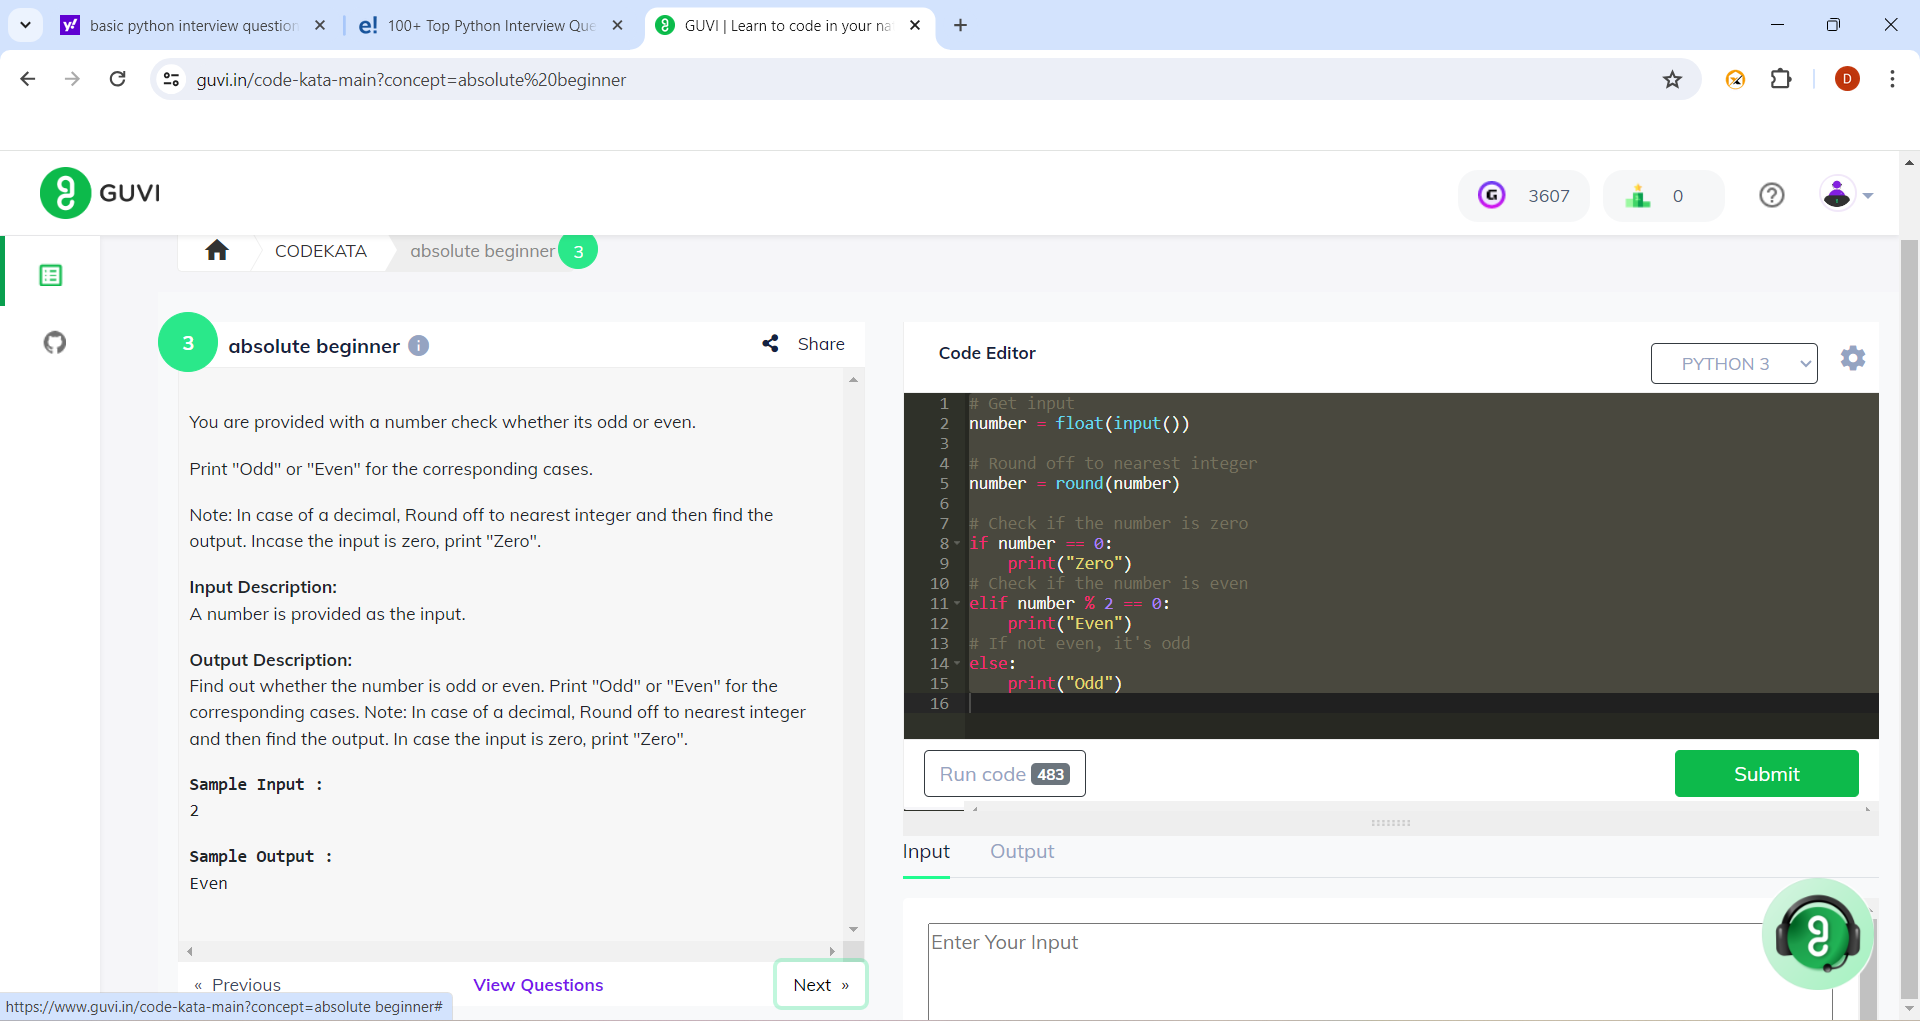 basic python interview question
100+ Top Python Interview Que
GUVI | Learn to code in your na
guvi.in/code-kata-main?concept=absolute%20beginner
D
GUVI
G 3607
0
CODEKATA
absolute beginner 3
3 absolute beginner
Share
You are provided with a number check whether its odd or even.
Print "Odd" or "Even" for the corresponding cases.
Note: In case of a decimal, Round off to nearest integer and then find the
output. Incase the input is zero, print "Zero".
Input Description:
A number is provided as the input.
Output Description:
Find out whether the number is odd or even. Print "Odd" or "Even" for the
corresponding cases. Note: In case of a decimal, Round off to nearest integer
and then find the output. In case the input is zero, print "Zero".
Sample Input :
2
Sample Output :
Even
« Previous
View Questions
Next »
https://www.guvi.in/code-kata-main?concept=absolute beginner#
Code Editor
PYTHON 3
1 # Get input
2 number = float(input())
3
4 # Round off to nearest integer
5 number = round(number)
6
7 # Check if the number is zero
8 if number == 0:
9     print("Zero")
10 # Check if the number is even
11 elif number % 2 == 0:
12     print("Even")
13 # If not even, it's odd
14 else:
15     print("Odd")
16
Run code 483
Submit
Input
Output
Enter Your Input